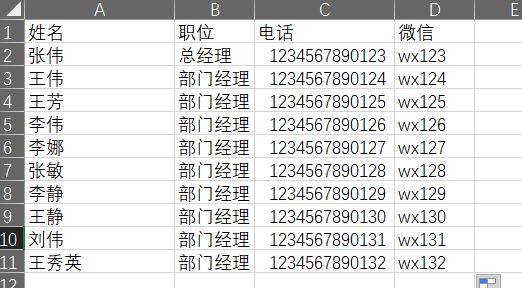 A B C D E
1 姓名 职位 电话 微信
2 张伟 总经理 1234567890123 wx123
3 王伟 部门经理 1234567890124 wx124
4 王芳 部门经理 1234567890125 wx125
5 李伟 部门经理 1234567890126 wx126
6 李娜 部门经理 1234567890127 wx127
7 张敏 部门经理 1234567890128 wx128
8 李静 部门经理 1234567890129 wx129
9 王静 部门经理 1234567890130 wx130
10 刘伟 部门经理 1234567890131 wx131
11 王秀英 部门经理 1234567890132 wx132
12